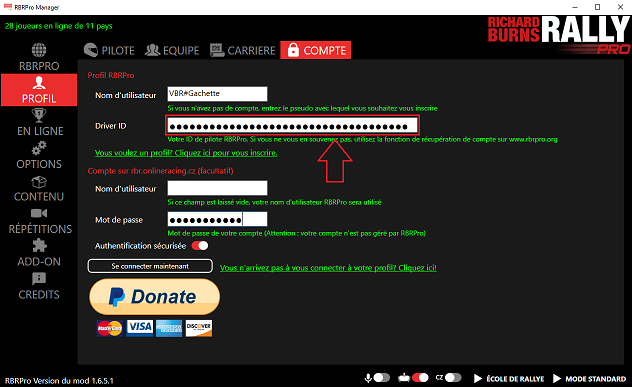 RBRPro Manager
28 joueurs en ligne de 11 pays
RICHARD BURNS RALLY PRO
RBRPRO
PROFIL
EN LIGNE
OPTIONS
CONTENU
RÉPÉTITIONS
ADD-ON
CREDITS
PILOTE EQUIPE CARRIERE COMPTE
Profil RBRPro
Nom d'utilisateur VBR#Gachette
Si vous n'avez pas de compte, entrez le pseudo avec lequel vous souhaitez vous inscrire
Driver ID
Votre ID de pilote RBRPro. Si vous ne vous en souvenez pas, utilisez la fonction de récupération de compte sur www.rbrpro.org
Vous voulez un profil? Cliquez ici pour vous inscrire.
Compte sur rbr.onlineracing.cz (facultatif)
Nom d'utilisateur
Si ce champ est laissé vide, votre nom d'utilisateur RBRPro sera utilisé
Mot de passe
Mot de passe de votre compte (Attention : votre compte n'est pas géré par RBRPro)
Authentification sécurisée
Se connecter maintenant Vous n'arrivez pas à vous connecter à votre profil? Cliquez ici!
Donate
MasterCard VISA AMERICAN EXPRESS DISCOVER
RBRPro Version du mod 1.6.5.1 CZ ÉCOLE DE RALLYE MODE STANDARD